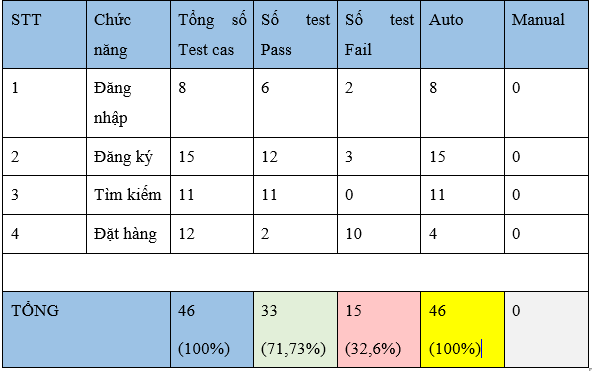 STT Chức năng Tổng số Test cas Số test Pass Số test Fail Auto Manual
1 Đăng nhập 8 6 2 8 0
2 Đăng ký 15 12 3 15 0
3 Tìm kiếm 11 11 0 11 0
4 Đặt hàng 12 2 10 4 0
TỔNG 46 (100%) 33 (71,73%) 15 (32,6%) 46 (100%) 0